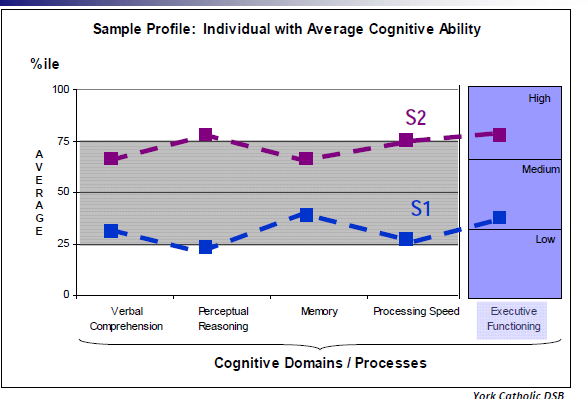 Sample Profile: Individual with Average Cognitive Ability
%ile
100
75
50
25
0
A
V
E
R
A
G
E
S2
S1
High
Medium
Low
Verbal
Comprehension
Perceptual
Reasoning
Memory
Processing Speed
Executive
Functioning
Cognitive Domains / Processes
York Catholic DSB